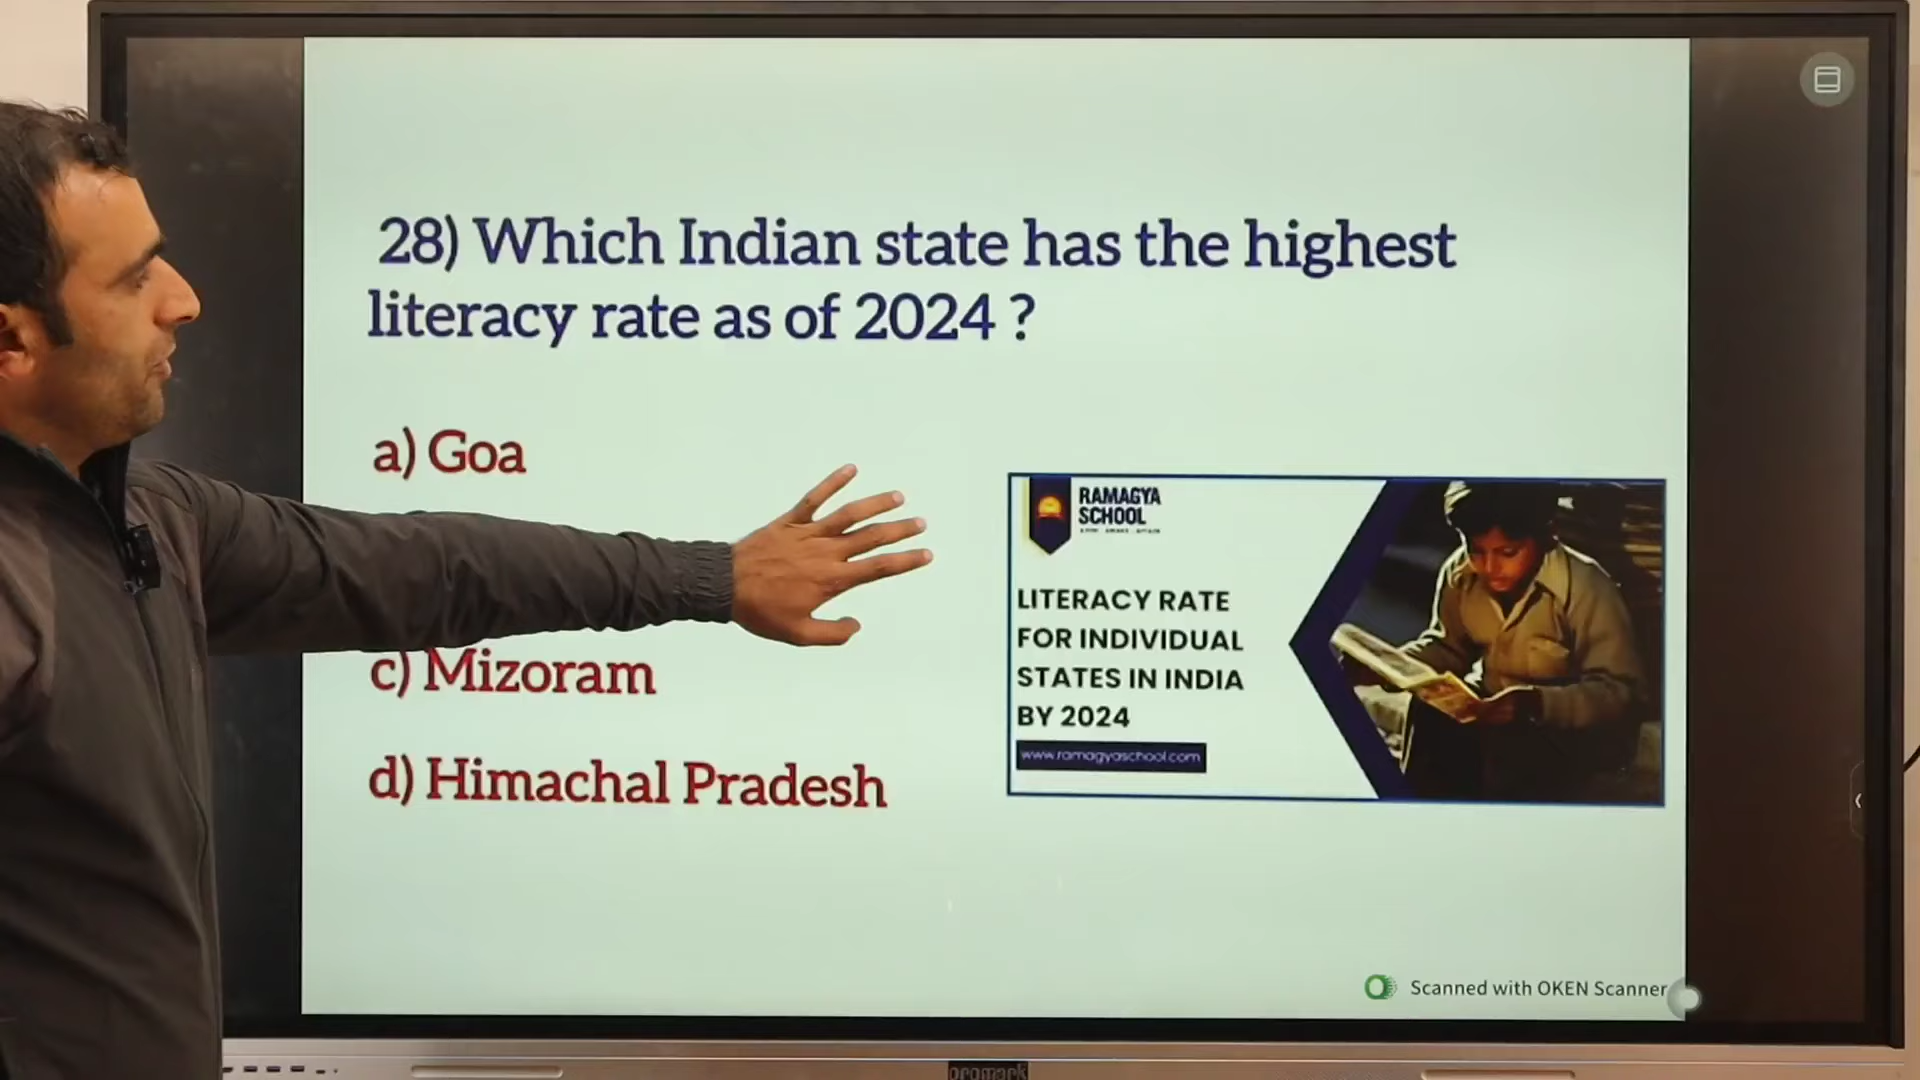 28) Which Indian state has the highest
literacy rate as of 2024 ?
a) Goa
c) Mizoram
d) Himachal Pradesh
RAMAGYA
SCHOOL
LITERACY RATE
FOR INDIVIDUAL
STATES IN INDIA
BY 2024
www.ramagyaschool.com
Scanned with OKEN Scanner
promark